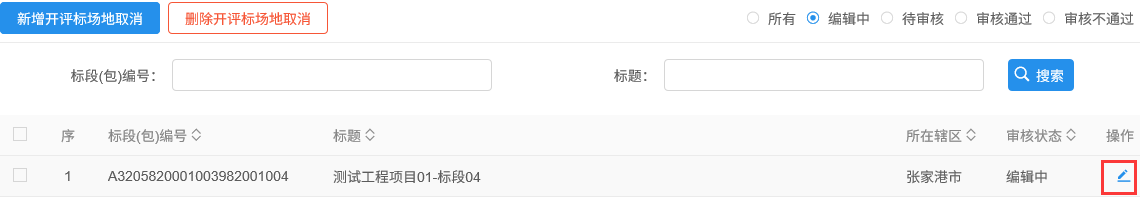 新增开评标场地取消 删除开评标场地取消 所有 编辑中 待审核 审核通过 审核不通过
标段(包)编号： 标题： 搜索
序 标段(包)编号 标题 所在辖区 审核状态 操作
1 A3205820001003982001004 测试工程项目01-标段04 张家港市 编辑中